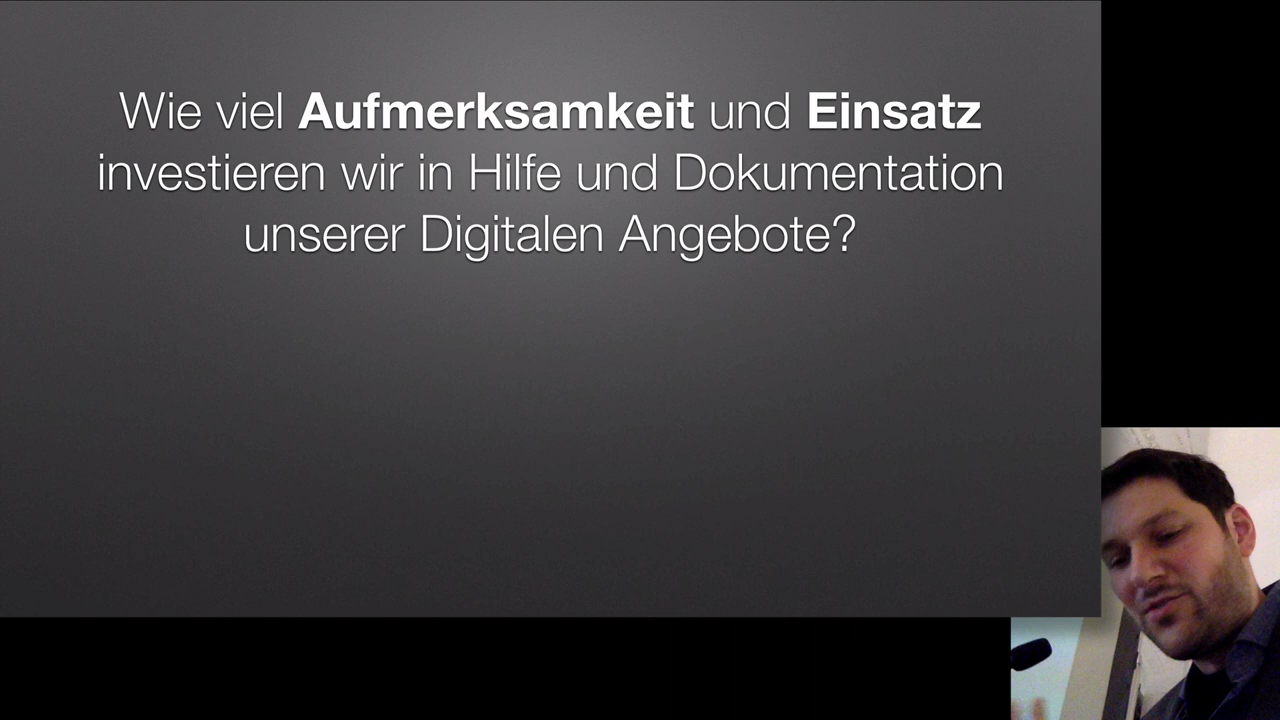 Wie viel Aufmerksamkeit und Einsatz
investieren wir in Hilfe und Dokumentation
unserer Digitalen Angebote?